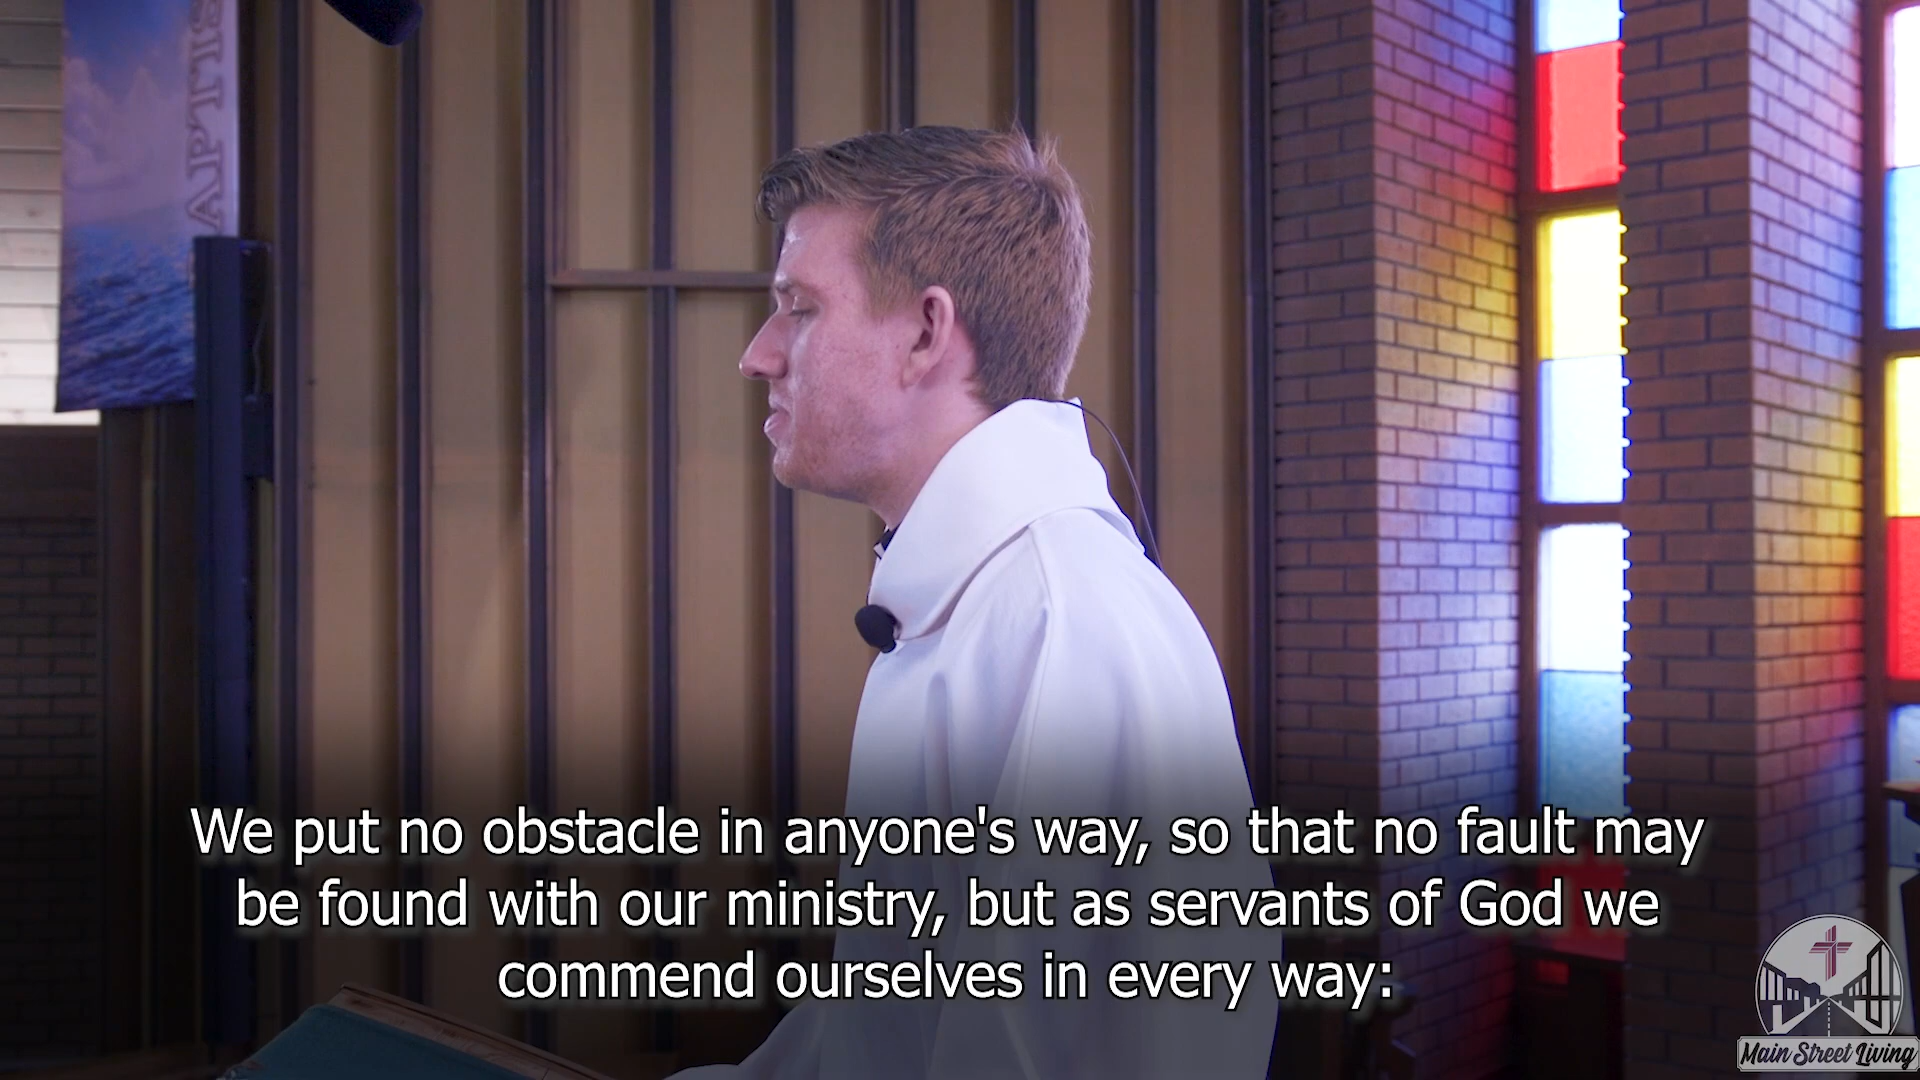 APTIS
We put no obstacle in anyone's way, so that no fault may
be found with our ministry, but as servants of God we
commend ourselves in every way:
Main Street Living